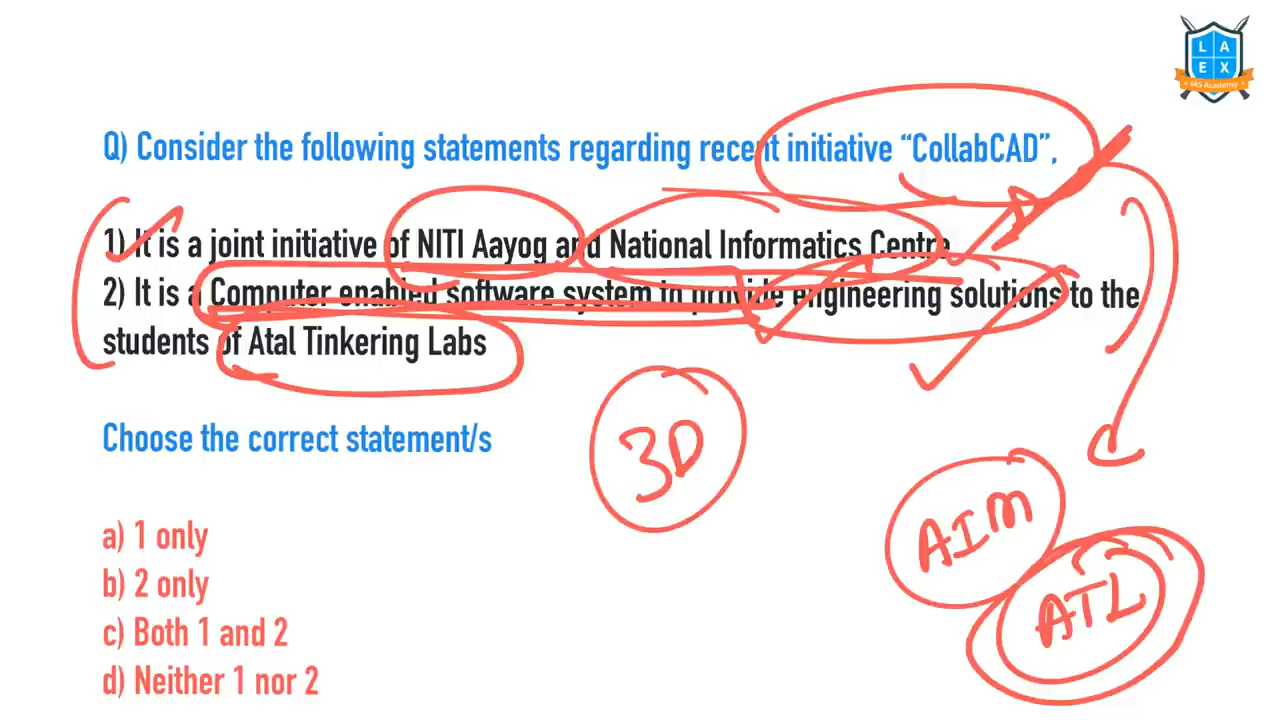 L A
E X
IAS Academy
Q) Consider the following statements regarding recent initiative “CollabCAD”,
1) It is a joint initiative of NITI Aayog and National Informatics Centre
2) It is a Computer enabled software system to provide engineering solutions to the
students of Atal Tinkering Labs
Choose the correct statement/s
3D
AIM
ATL
a) 1 only
b) 2 only
c) Both 1 and 2
d) Neither 1 nor 2